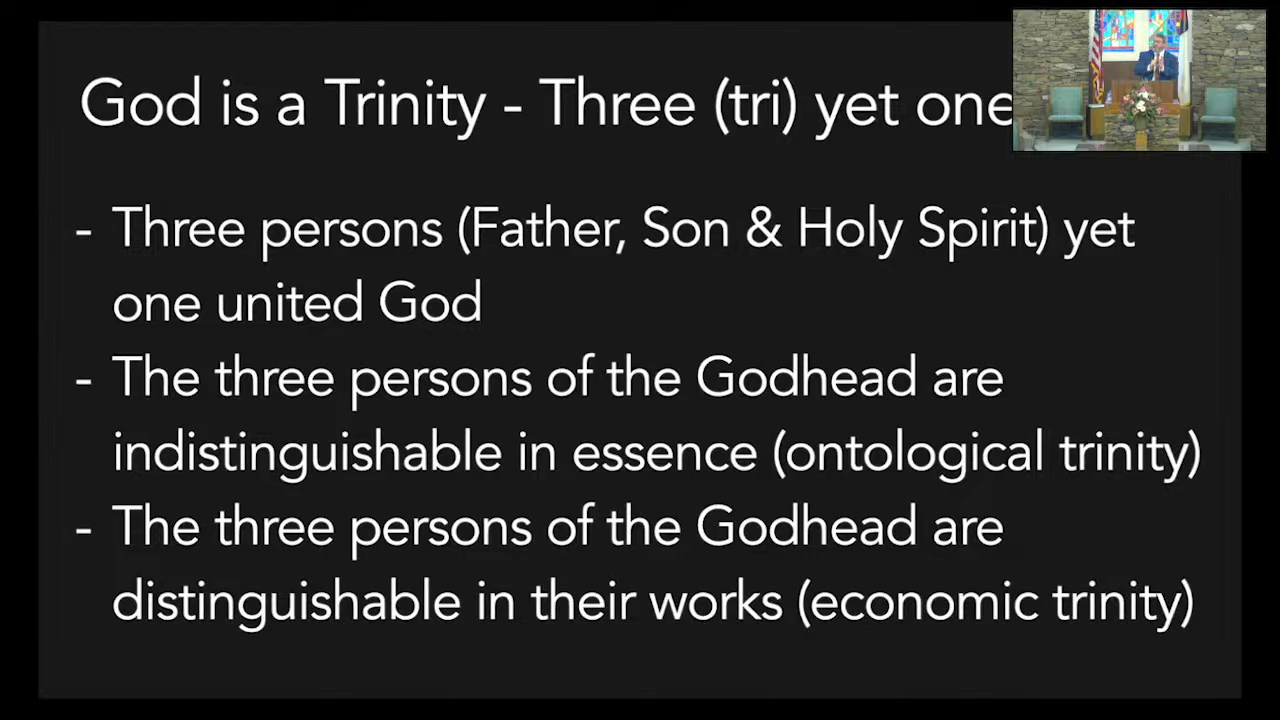 God is a Trinity - Three (tri) yet one
- Three persons (Father, Son & Holy Spirit) yet
one united God
- The three persons of the Godhead are
indistinguishable in essence (ontological trinity)
- The three persons of the Godhead are
distinguishable in their works (economic trinity)